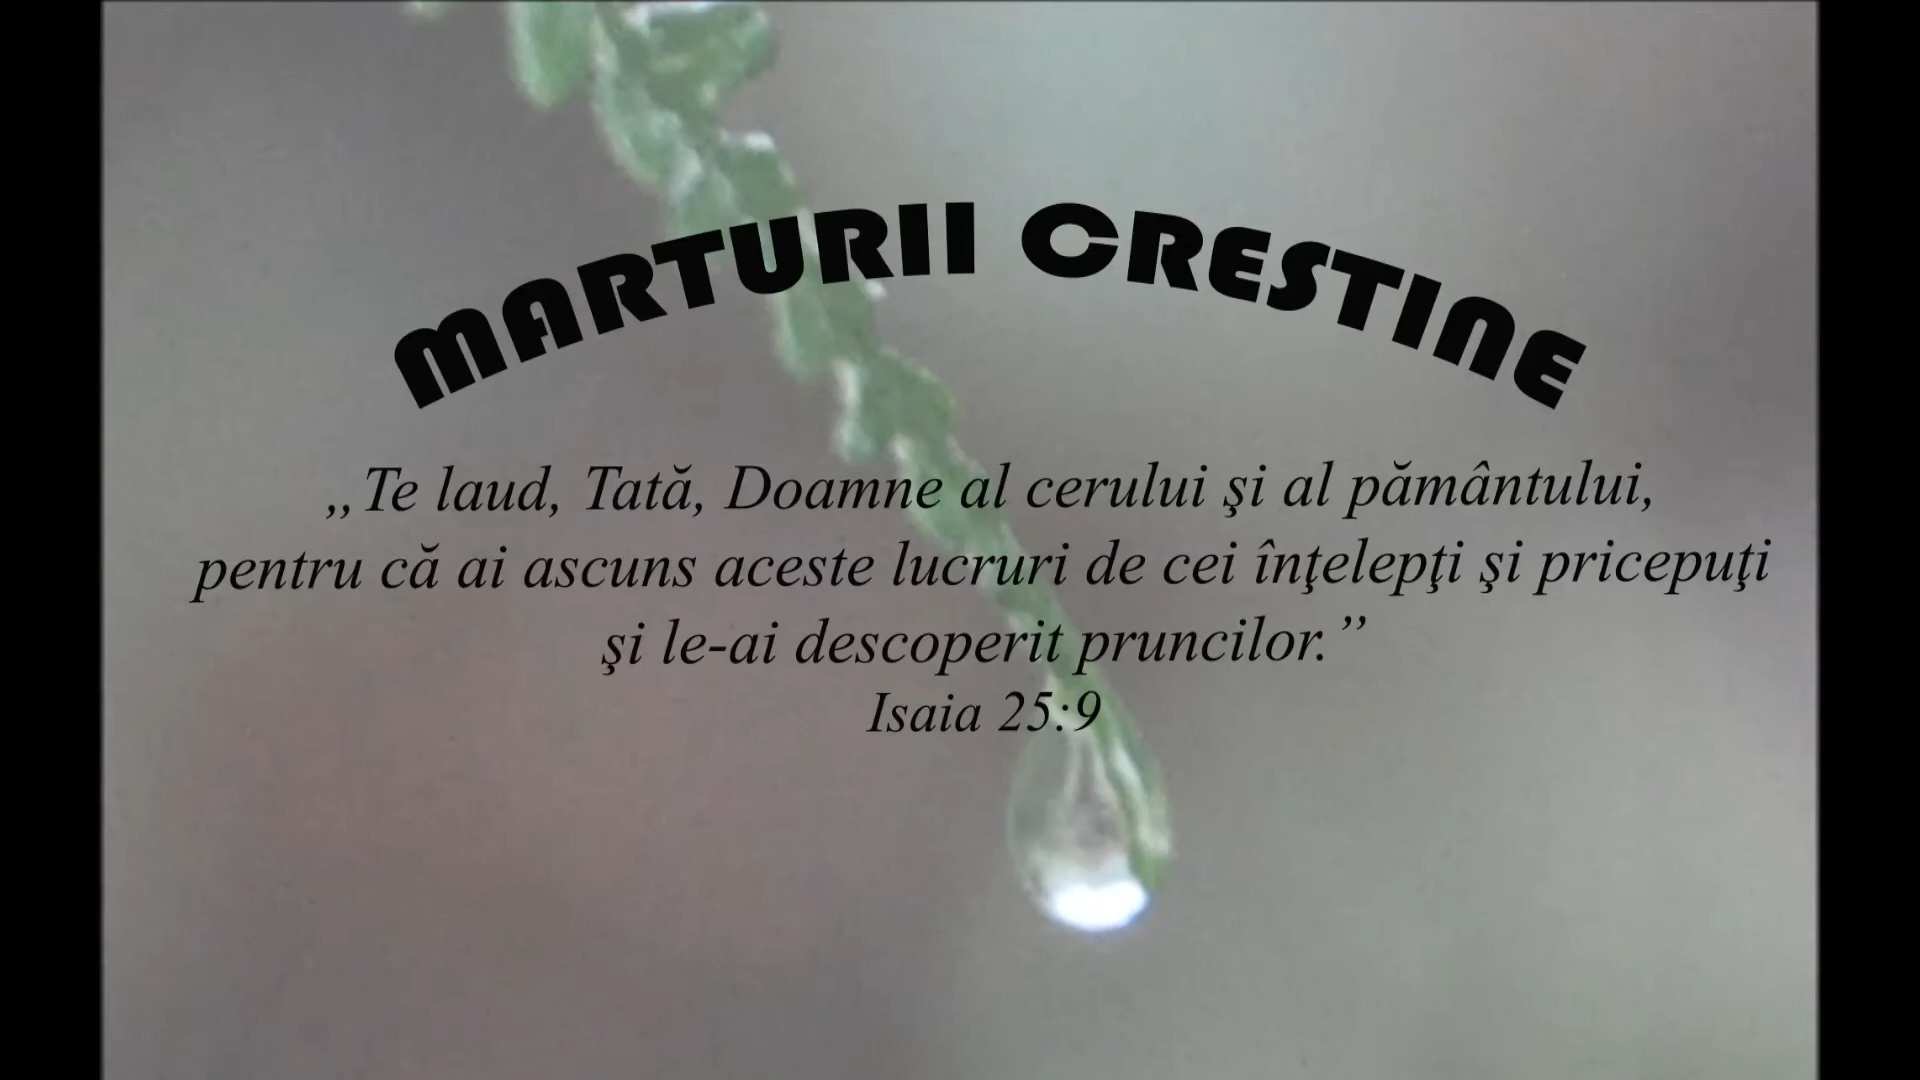 MARTURII CRESTINE
,,Te laud, Tată, Doamne al cerului şi al pământului,
pentru că ai ascuns aceste lucruri de cei înţelepţi şi pricepuţi
şi le-ai descoperit pruncilor.”
Isaia 25:9